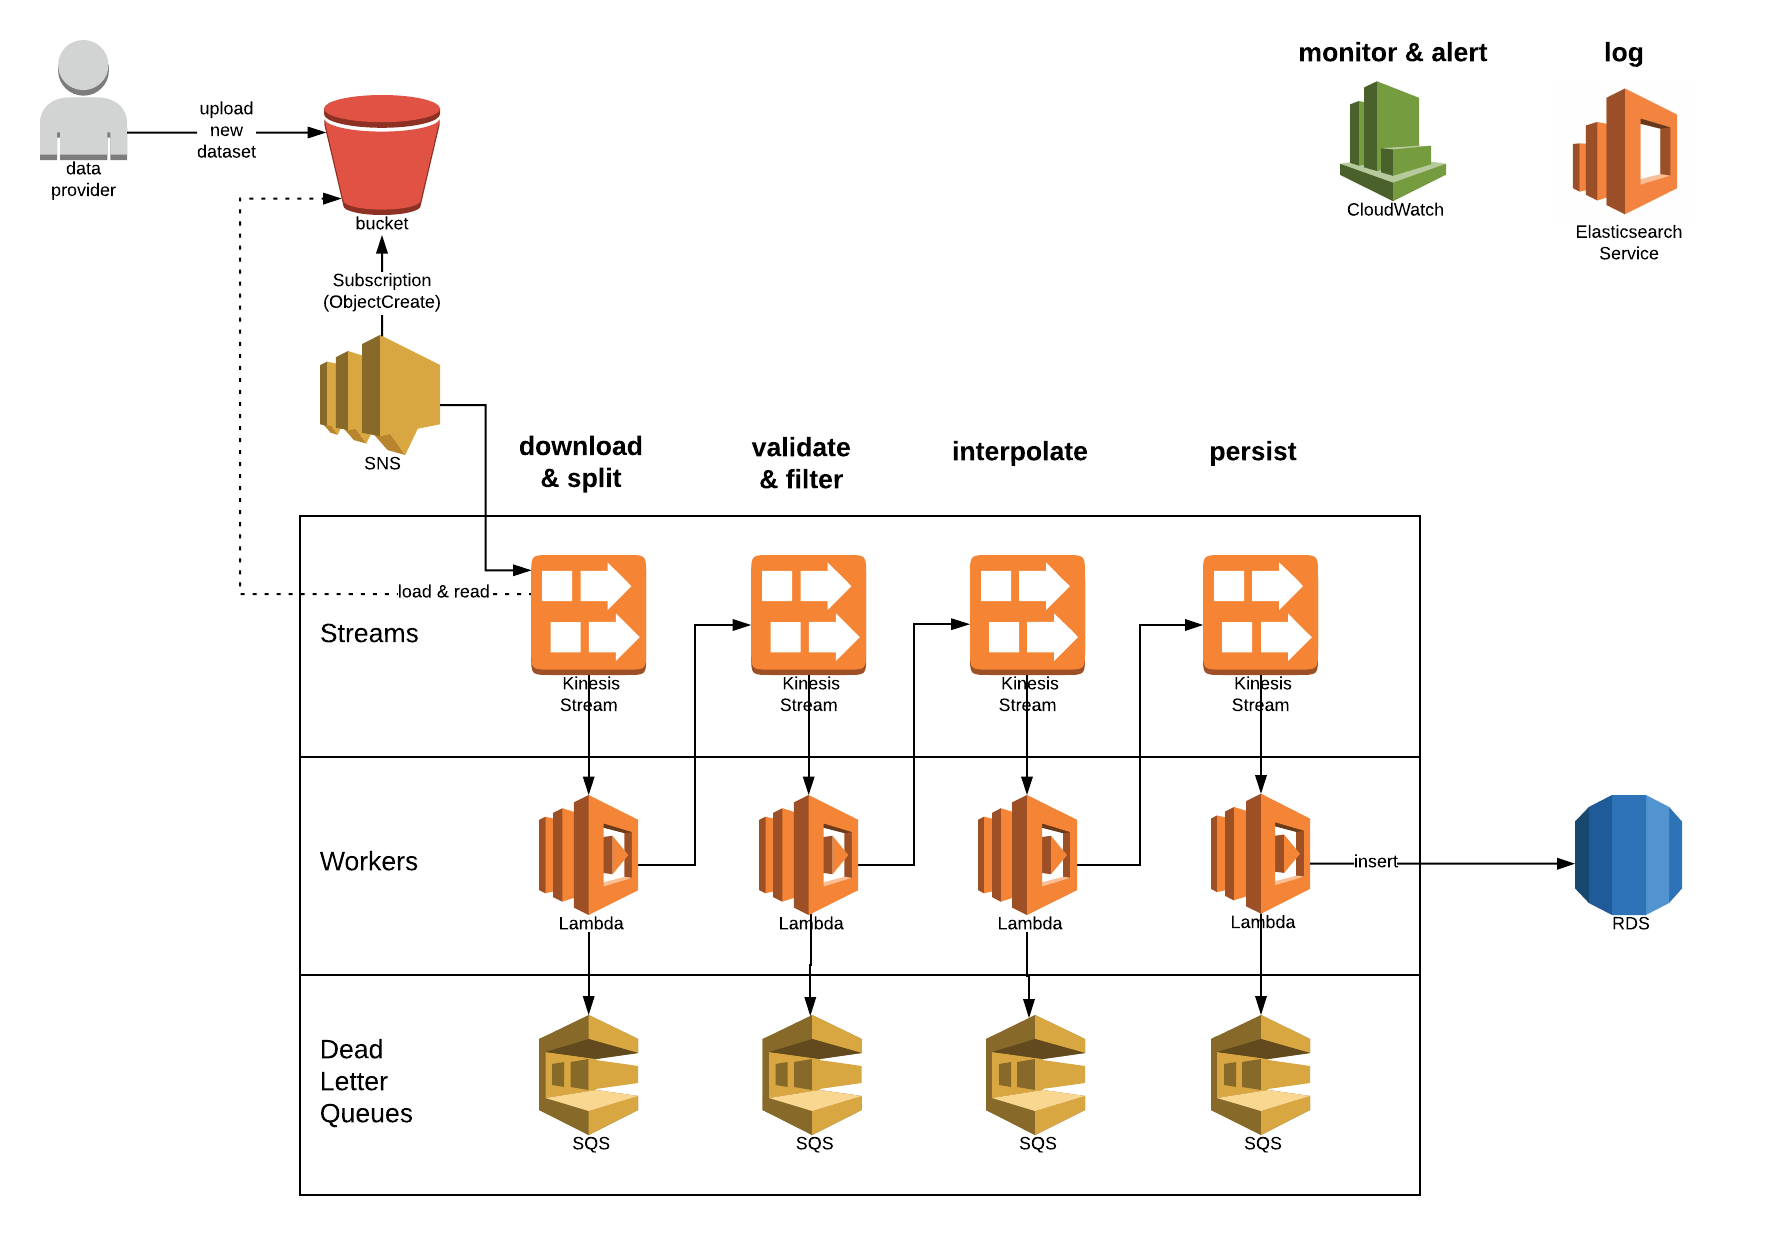 monitor & alert
log
upload
new
dataset
data
provider
bucket
CloudWatch
Elasticsearch
Service
Subscription
(ObjectCreate)
SNS
download
& split
validate
& filter
interpolate
persist
load & read
Streams
Kinesis
Stream
Kinesis
Stream
Kinesis
Stream
Kinesis
Stream
Workers
insert
Lambda
Lambda
Lambda
Lambda
RDS
Dead
Letter
Queues
SQS
SQS
SQS
SQS